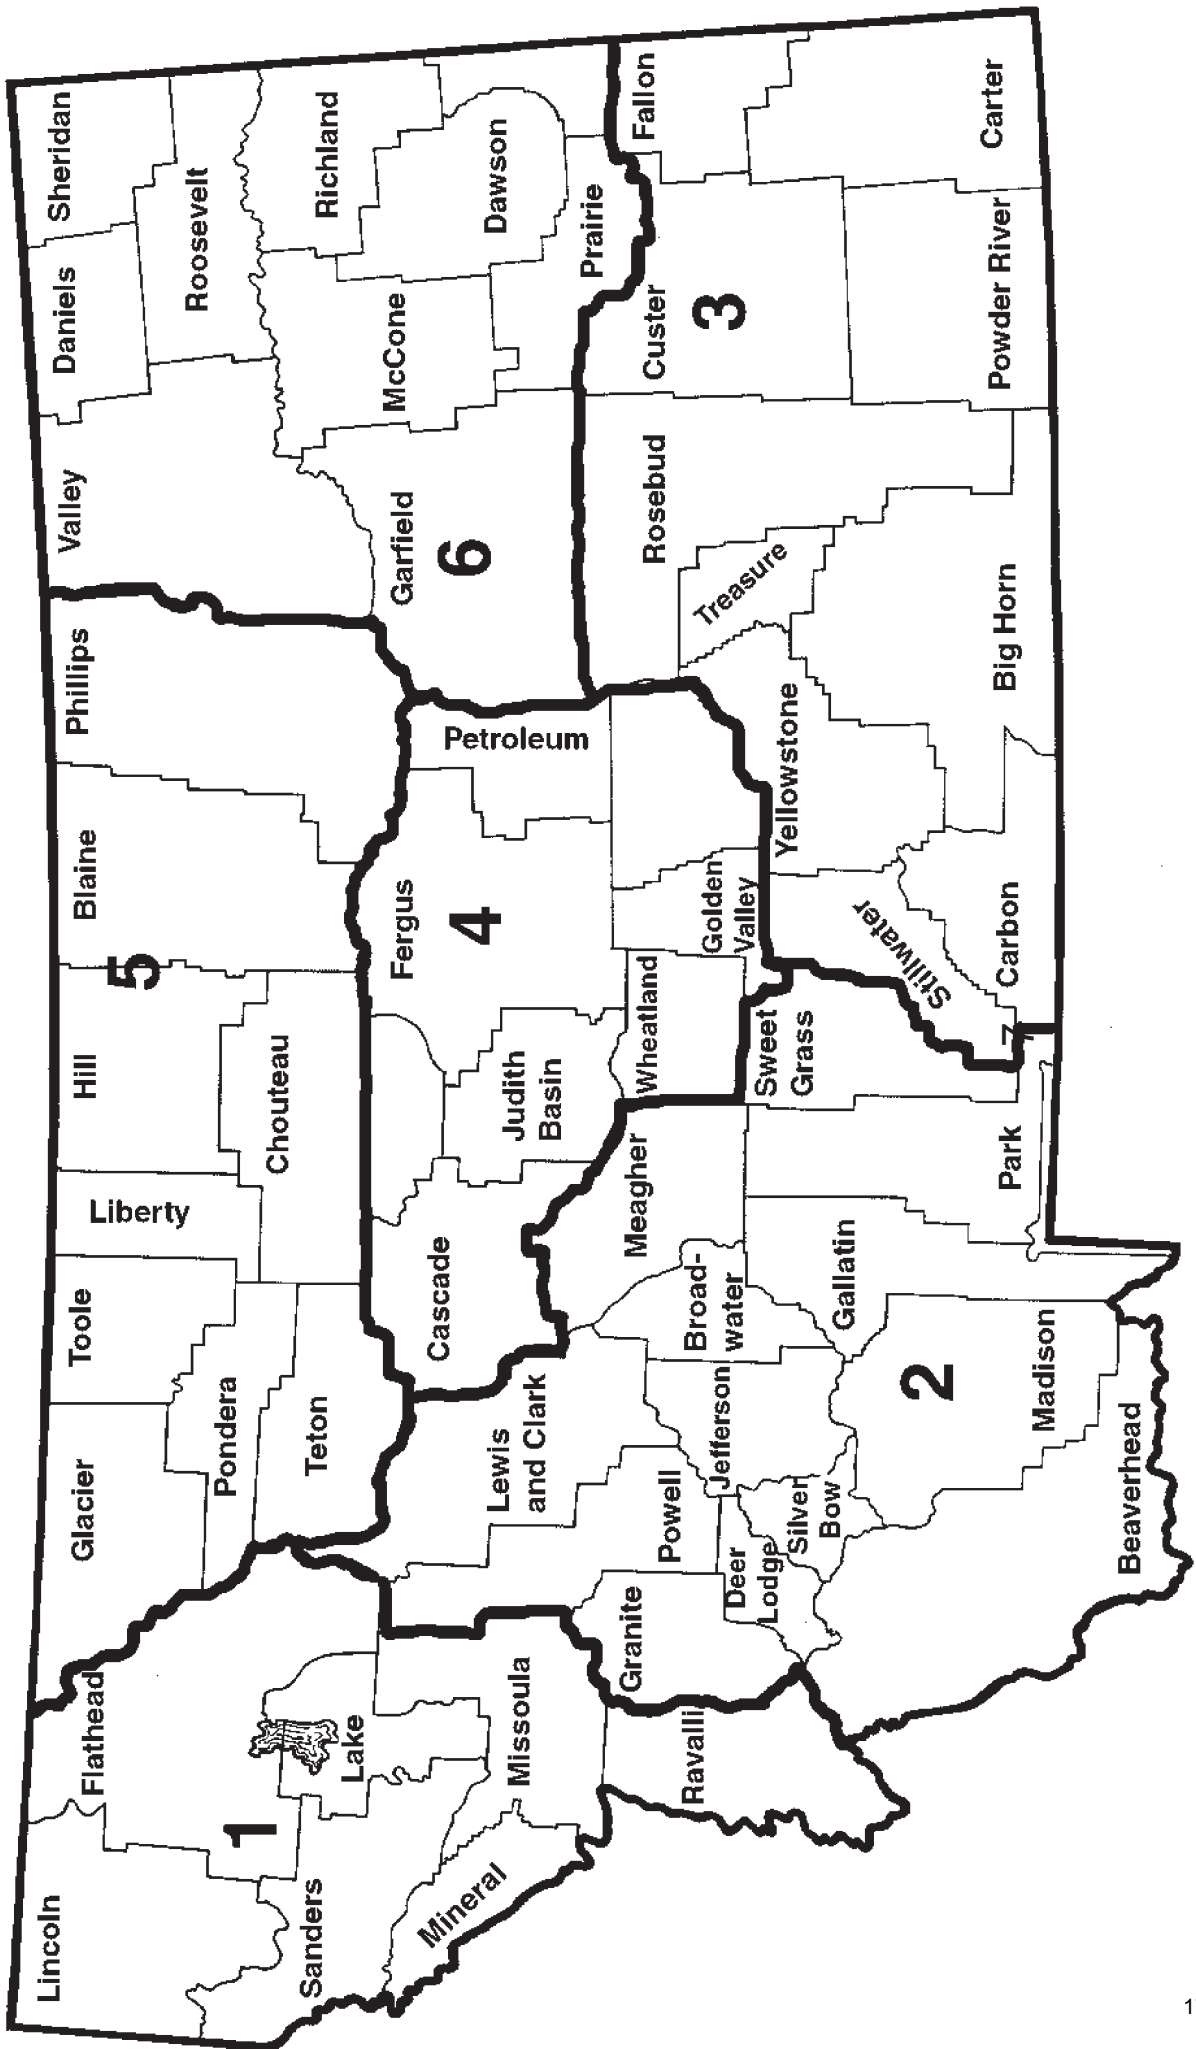 Lincoln
Flathead
Glacier
Toole
Liberty
Hill
Blaine
Phillips
Valley
Daniels
Sheridan
5
Roosevelt
Pondera
1
Chouteau
Sanders
Lake
Teton
Richland
Mineral
Missoula
Lewis
and Clark
Cascade
Judith
Basin
Fergus
4
Petroleum
Garfield
6
McCone
Dawson
Prairie
Powell
Granite
Ravalli
Deer
Lodge
Silver
Bow
Jefferson
Broad-
water
Meagher
Wheatland
Golden
Valley
Rosebud
Custer
3
Fallon
Treasure
Yellowstone
Sweet
Grass
Stillwater
Gallatin
2
Madison
Beaverhead
Park
7
Carbon
Big Horn
Powder River
Carter
1